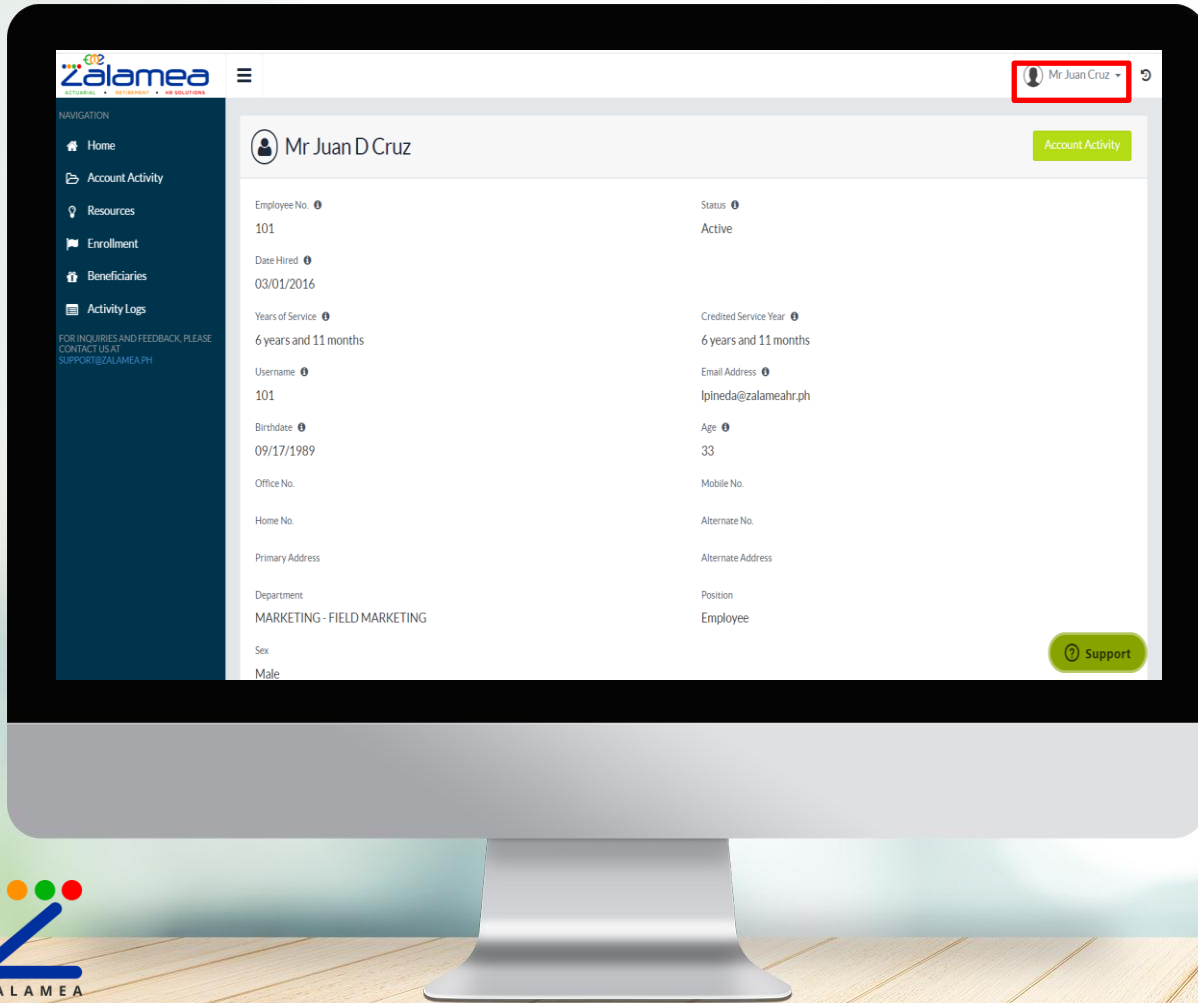 Zalamea
ACTUARIAL • RETIREMENT • HR SOLUTIONS
Mr Juan Cruz
NAVIGATION
Home
Account Activity
Resources
Enrollment
Beneficiaries
Activity Logs
FOR INQUIRIES AND FEEDBACK, PLEASE
CONTACT US AT
SUPPORT@ZALAMEA.PH
Mr Juan D Cruz
Account Activity
Employee No.
101
Status
Active
Date Hired
03/01/2016
Years of Service
6 years and 11 months
Credited Service Year
6 years and 11 months
Username
101
Email Address
lpineda@zalameahr.ph
Birthdate
09/17/1989
Age
33
Office No.
Mobile No.
Home No.
Alternate No.
Primary Address
Alternate Address
Department
MARKETING - FIELD MARKETING
Position
Employee
Sex
Male
? Support
ALAMEA